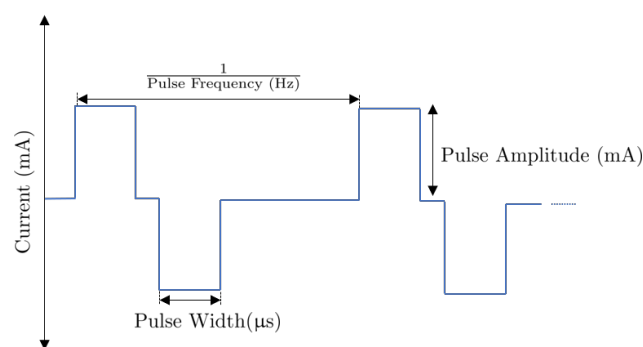 1
Pulse Frequency (Hz)
Current (mA)
Pulse Amplitude (mA)
Pulse Width(μs)